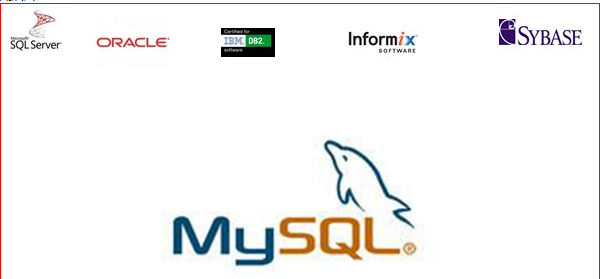 Microsoft
SQL Server
ORACLE
Certified for
IBM DB2.
software
Informix
SOFTWARE
SYBASE
MySQL